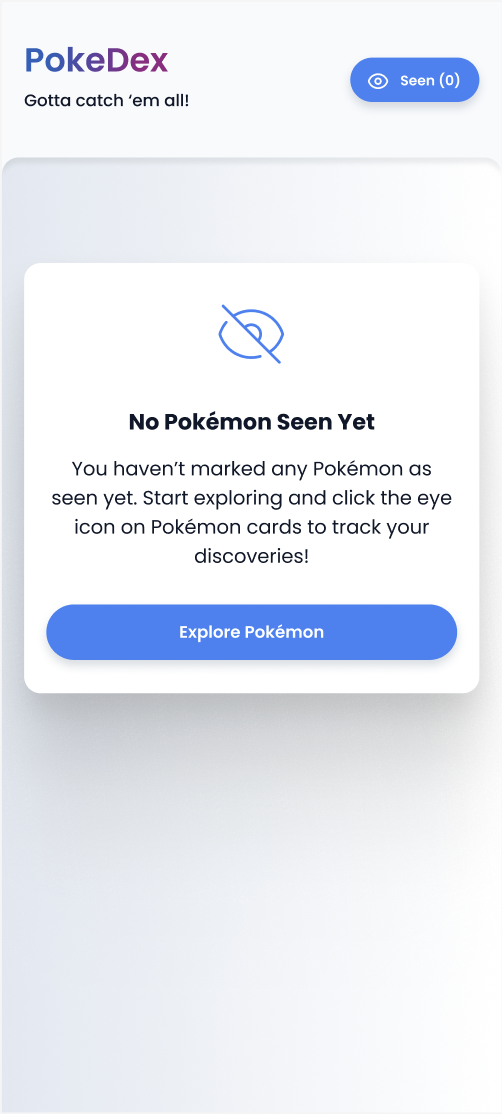 PokeDex
Gotta catch ‘em all!
Seen (0)
No Pokémon Seen Yet
You haven’t marked any Pokémon as
seen yet. Start exploring and click the eye
icon on Pokémon cards to track your
discoveries!
Explore Pokémon